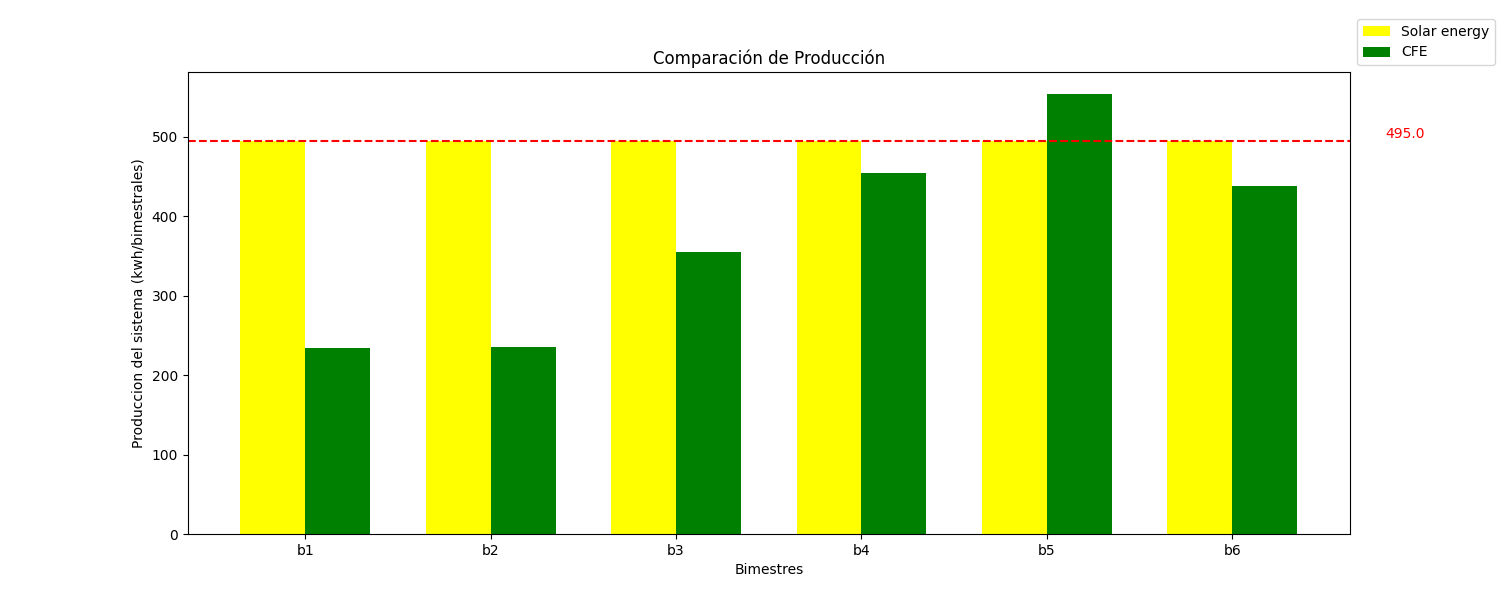 Solar energy
CFE
Comparación de Producción
Produccion del sistema (kwh/bimestrales)
500
400
300
200
100
0
495.0
b1 b2 b3 b4 b5 b6
Bimestres